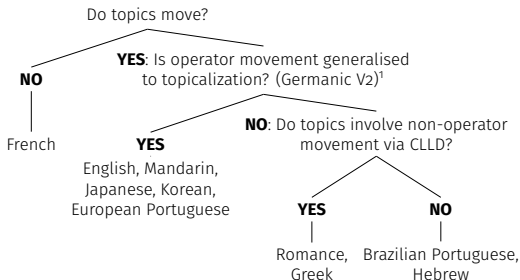 Do topics move?
NO
YES: Is operator movement generalised
to topicalization? (Germanic V2)¹
French
YES
English, Mandarin,
Japanese, Korean,
European Portuguese
NO: Do topics involve non-operator
movement via CLLD?
YES
Romance,
Greek
NO
Brazilian Portuguese,
Hebrew